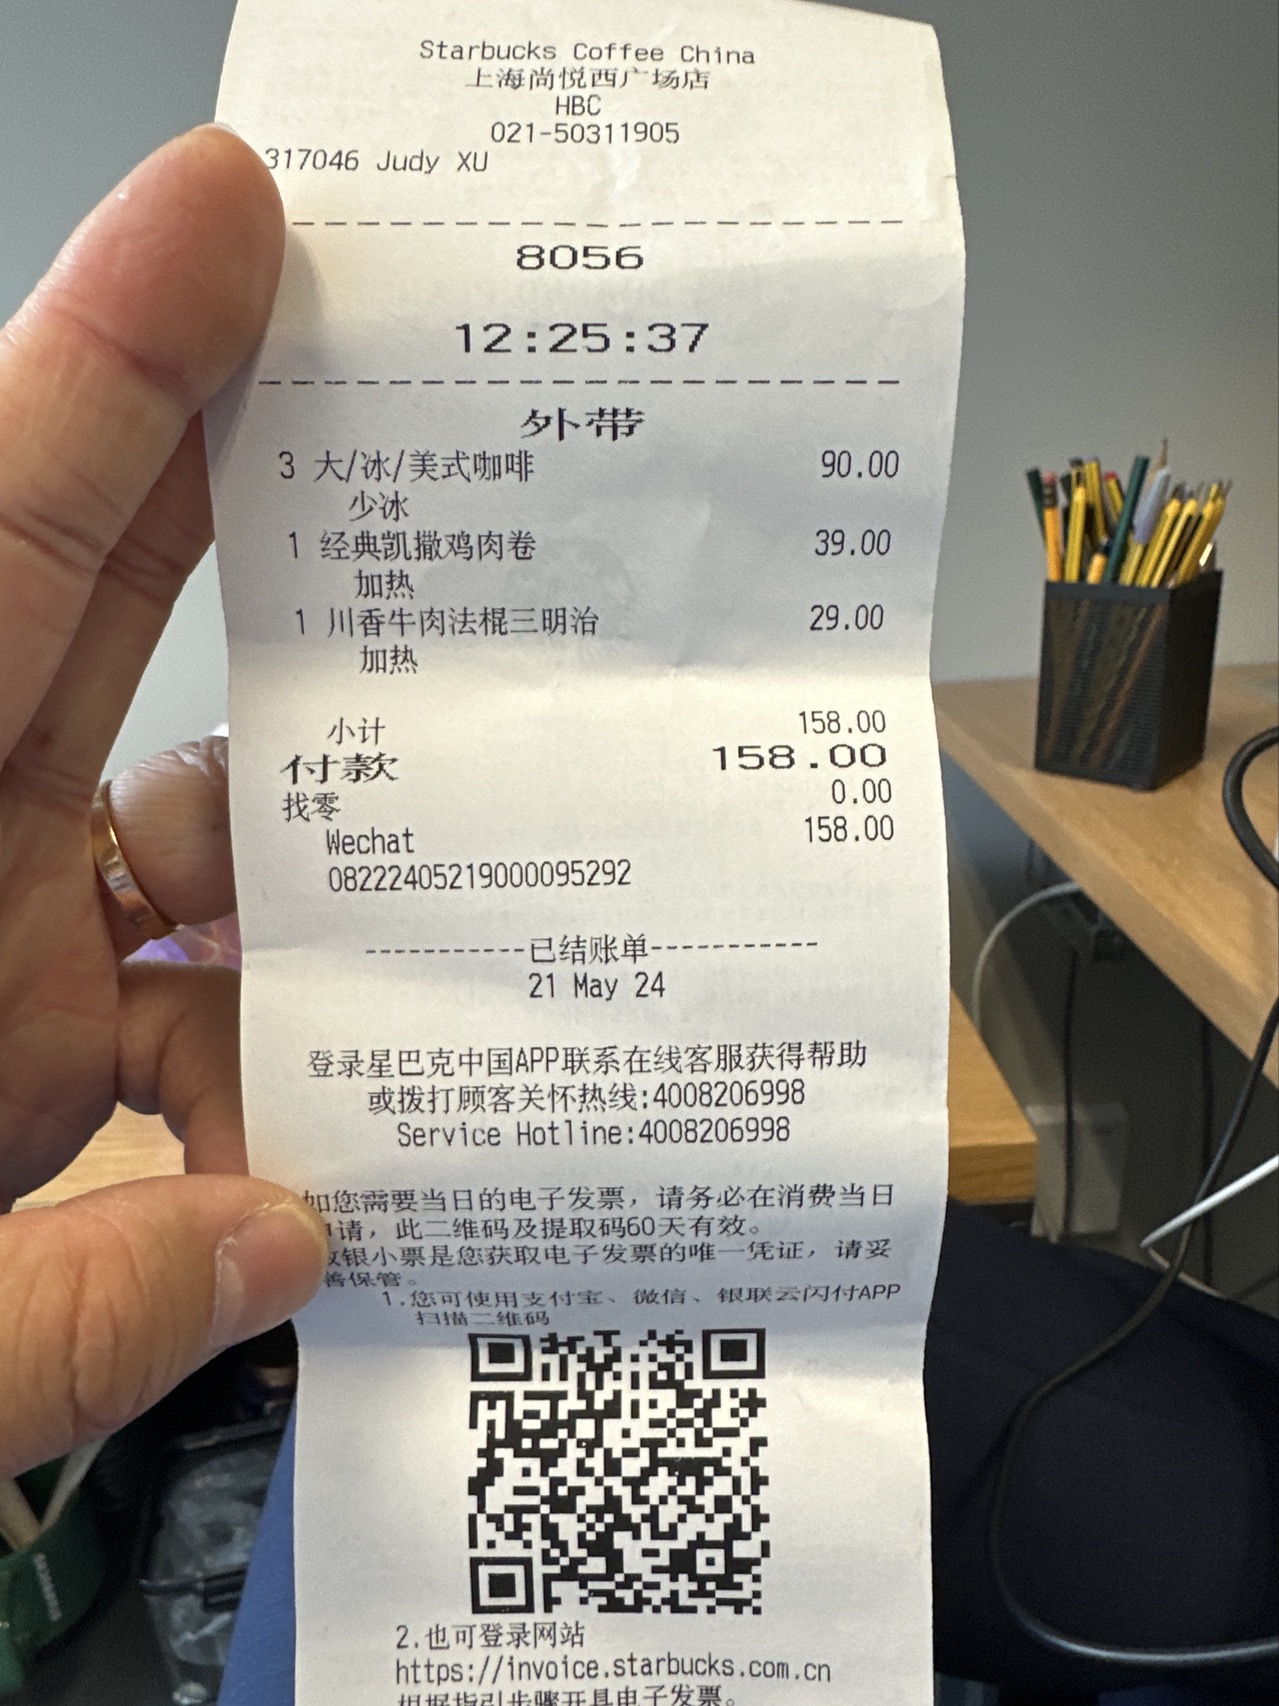 Starbucks Coffee China
上海尚悦西广场店
HBC
021-50311905
317046 Judy XU
8056
12:25:37
外带
3 大/冰/美式咖啡 90.00
少冰
1 经典凯撒鸡肉卷 39.00
加热
1 川香牛肉法棍三明治 29.00
加热
小计 158.00
付款 158.00
找零 0.00
Wechat 158.00
08222405219000095292
-----------已结账单-----------
21 May 24
登录星巴克中国APP联系在线客服获得帮助
或拨打顾客关怀热线:4008206998
Service Hotline:4008206998
如您需要当日的电子发票，请务必在消费当日
请，此二维码及提取码60天有效。
银小票是您获取电子发票的唯一凭证，请妥
善保管。
1.您可使用支付宝、微信、银联云闪付APP
扫描二维码
2.也可登录网站
https://invoice.starbucks.com.cn
根据指引步骤开具电子发票。